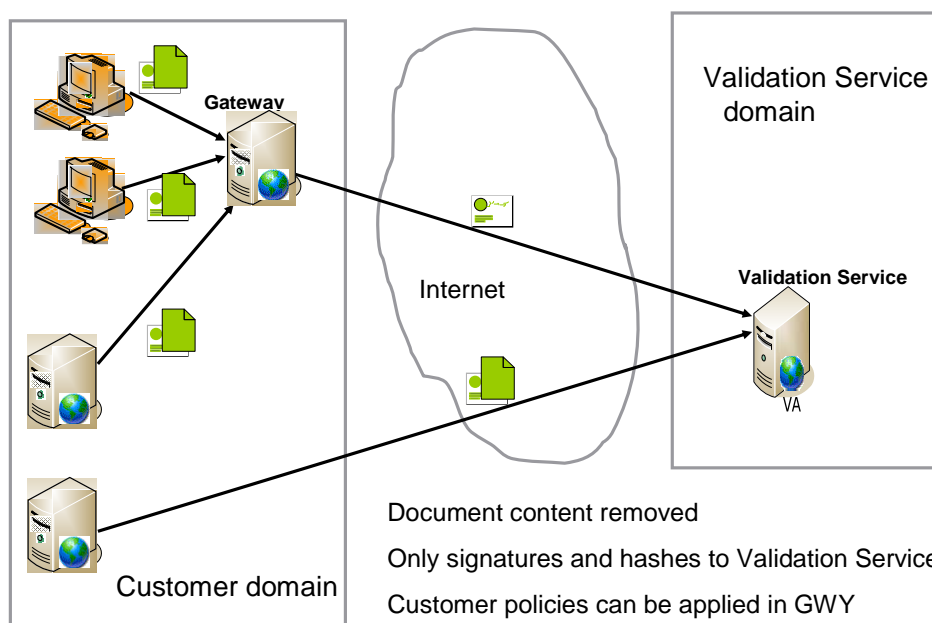 Gateway
Validation Service
domain
Internet
Validation Service
VA
Customer domain
Document content removed
Only signatures and hashes to Validation Service
Customer policies can be applied in GWY